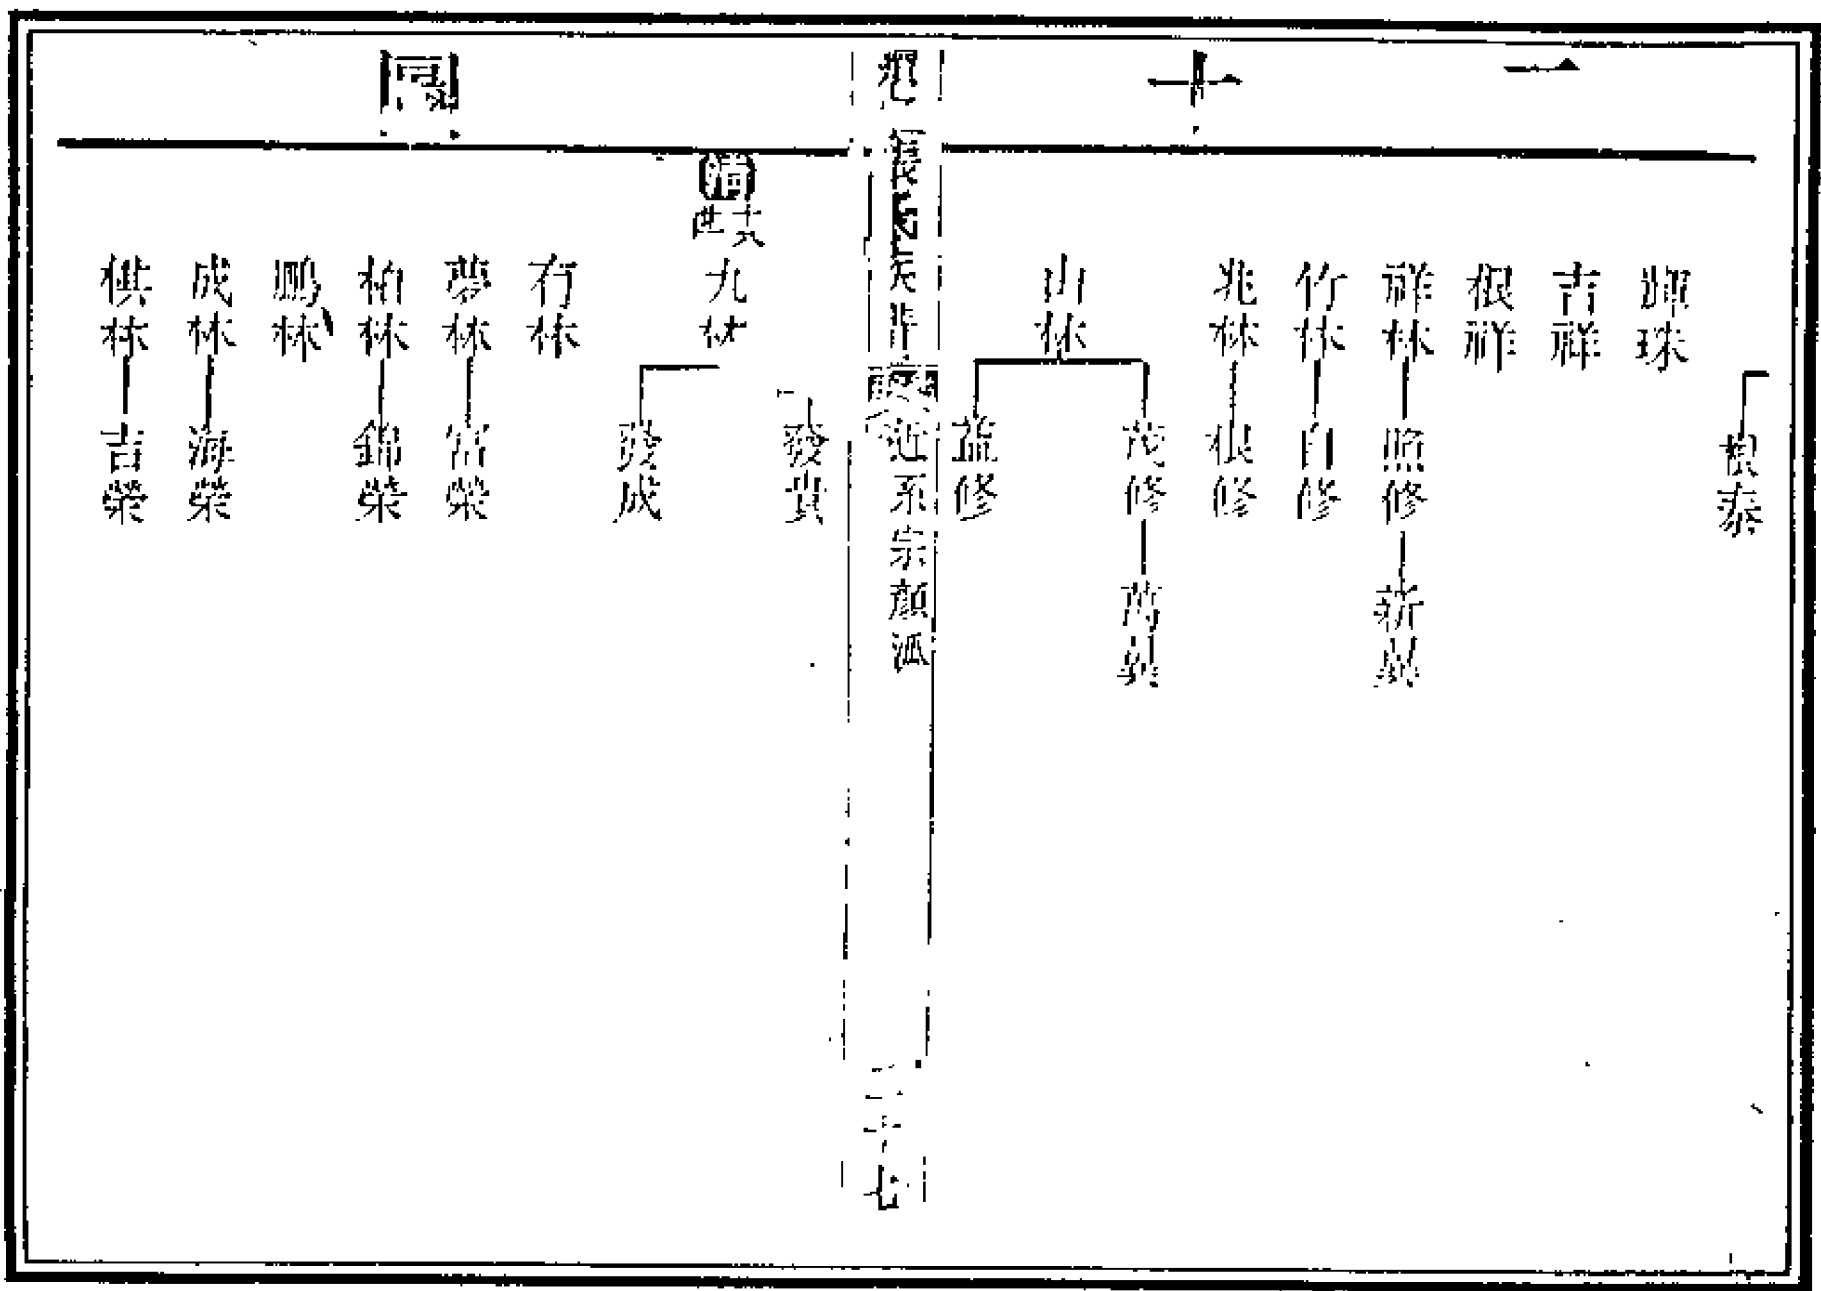 二
十
圖
根泰
輝珠
吉祥
根祥
祥林
照修
新興
竹林
自修
兆林
根修
山林
茂修
萬興
益修
近系宗顏派
二十七
發貴
十六世
九林
發成
有林
夢林
富榮
柏林
錦榮
鵬林
成林
海榮
棋林
吉榮